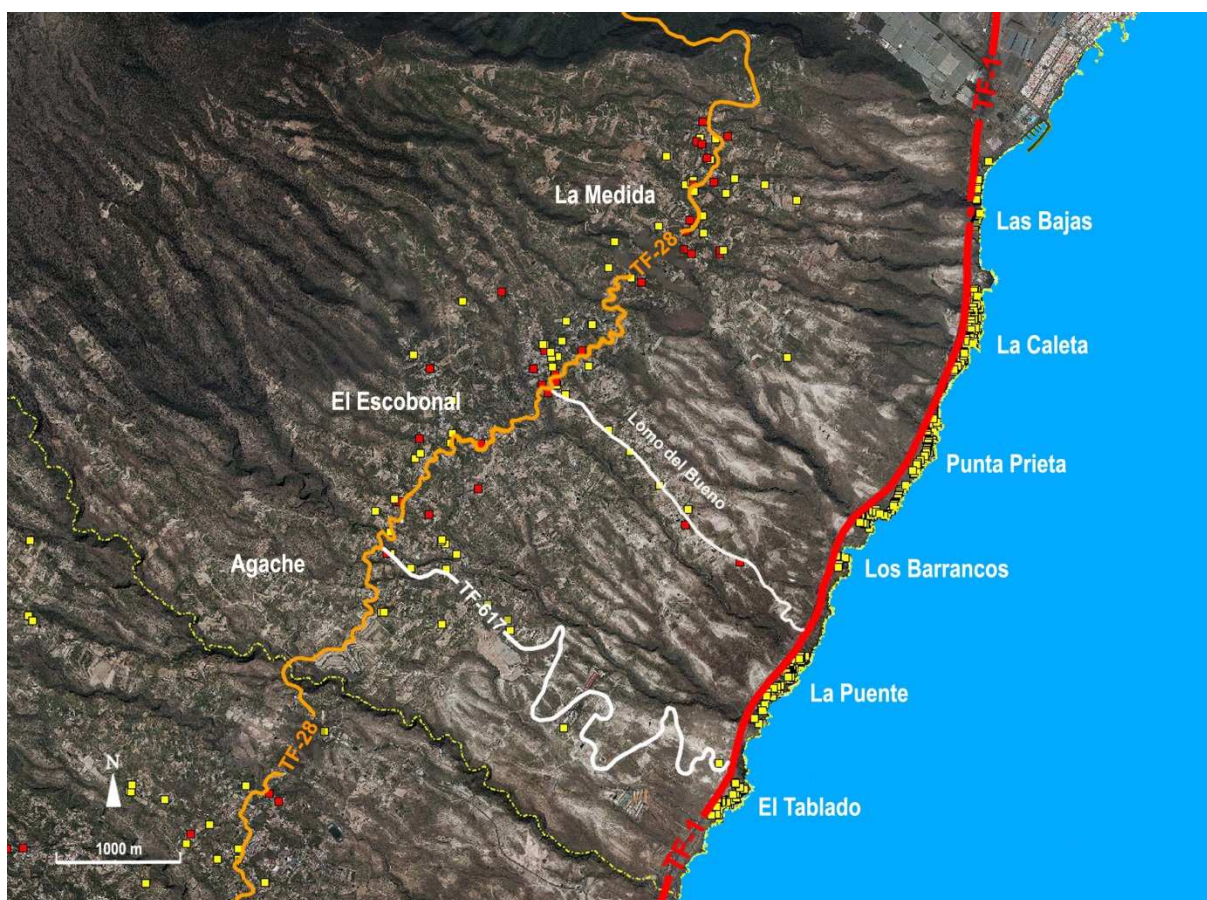 TF-1
La Medida
Las Bajas
TF-28
La Caleta
El Escobonal
Lomo del Bueno
Punta Prieta
Agache
Los Barrancos
TF-617
La Puente
TF-28
N
El Tablado
1000 m
TF-1